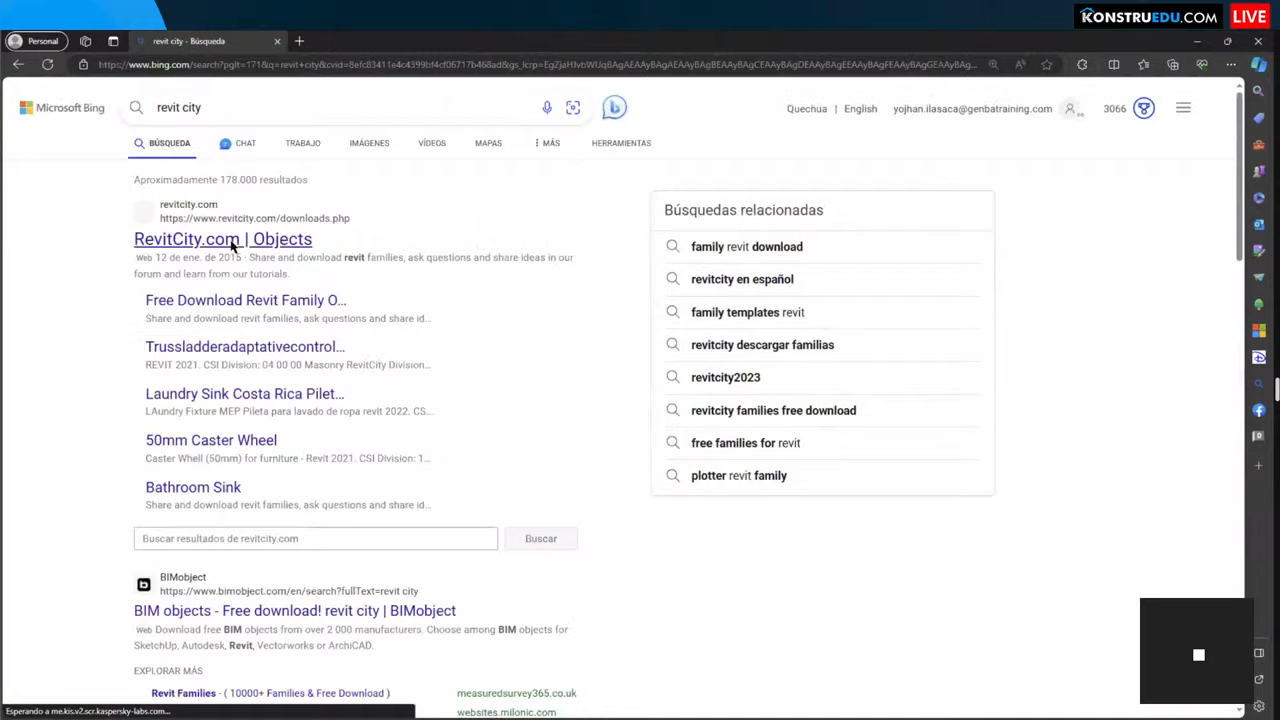 KONSTRUEDU.COM LIVE
Personal
revit city - Búsqueda
Microsoft Bing
revit city
Quechua | English
yojhan.ilasaca@genbatraining.com
3066
BÚSQUEDA
CHAT
TRABAJO
IMÁGENES
VÍDEOS
MAPAS
MÁS
HERRAMIENTAS
Aproximadamente 178.000 resultados
revitcity.com
https://www.revitcity.com/downloads.php
RevitCity.com | Objects
Web 12 de ene. de 2015 · Share and download revit families, ask questions and share ideas in our
forum and learn from our tutorials.
Free Download Revit Family O...
Share and download revit families, ask questions and share id...
Trussladderadaptativecontrol...
REVIT 2021. CSI Division: 04 00 00 Masonry RevitCity Division...
Laundry Sink Costa Rica Pilet...
LAundry Fixture MEP Pileta para lavado de ropa revit 2022. CS...
50mm Caster Wheel
Caster Whell (50mm) for furniture - Revit 2021. CSI Division: 1...
Bathroom Sink
Share and download revit families, ask questions and share id...
Buscar resultados de revitcity.com
Buscar
BIMobject
https://www.bimobject.com/en/search?fullText=revit city
BIM objects - Free download! revit city | BIMobject
Web Download free BIM objects from over 2 000 manufacturers. Choose among BIM objects for
SketchUp, Autodesk, Revit, Vectorworks or ArchiCAD.
EXPLORAR MÁS
Revit Families - ( 10000+ Families & Free Download )
measuredsurvey365.co.uk
websites.milonic.com
Búsquedas relacionadas
family revit download
revitcity en español
family templates revit
revitcity descargar familias
revitcity2023
revitcity families free download
free families for revit
plotter revit family
Esperando a me.kis.v2.scr.kaspersky-labs.com...